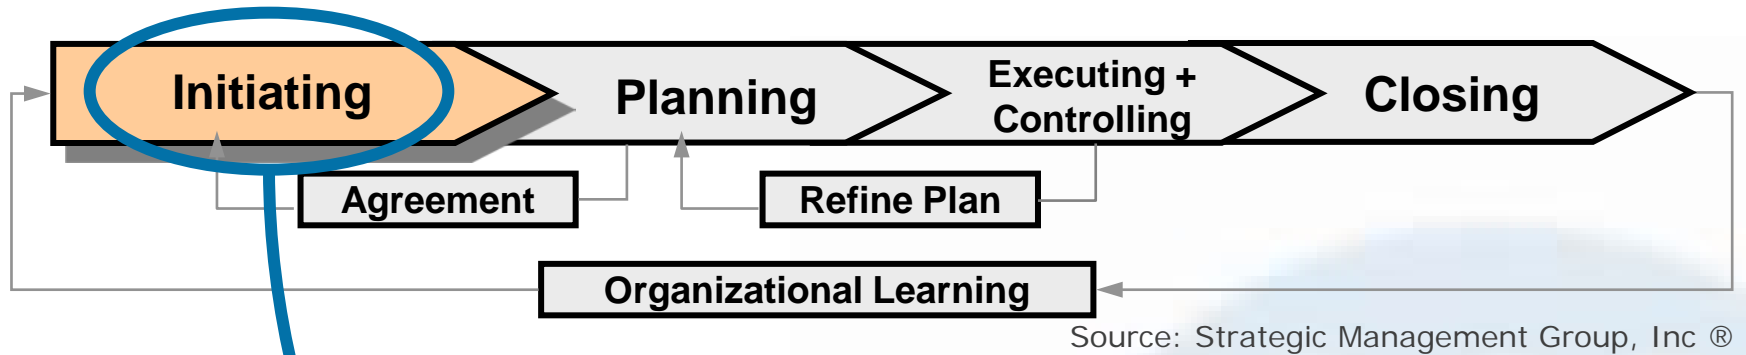 Initiating
Planning
Executing +
Controlling
Closing
Agreement
Refine Plan
Organizational Learning
Source: Strategic Management Group, Inc ®